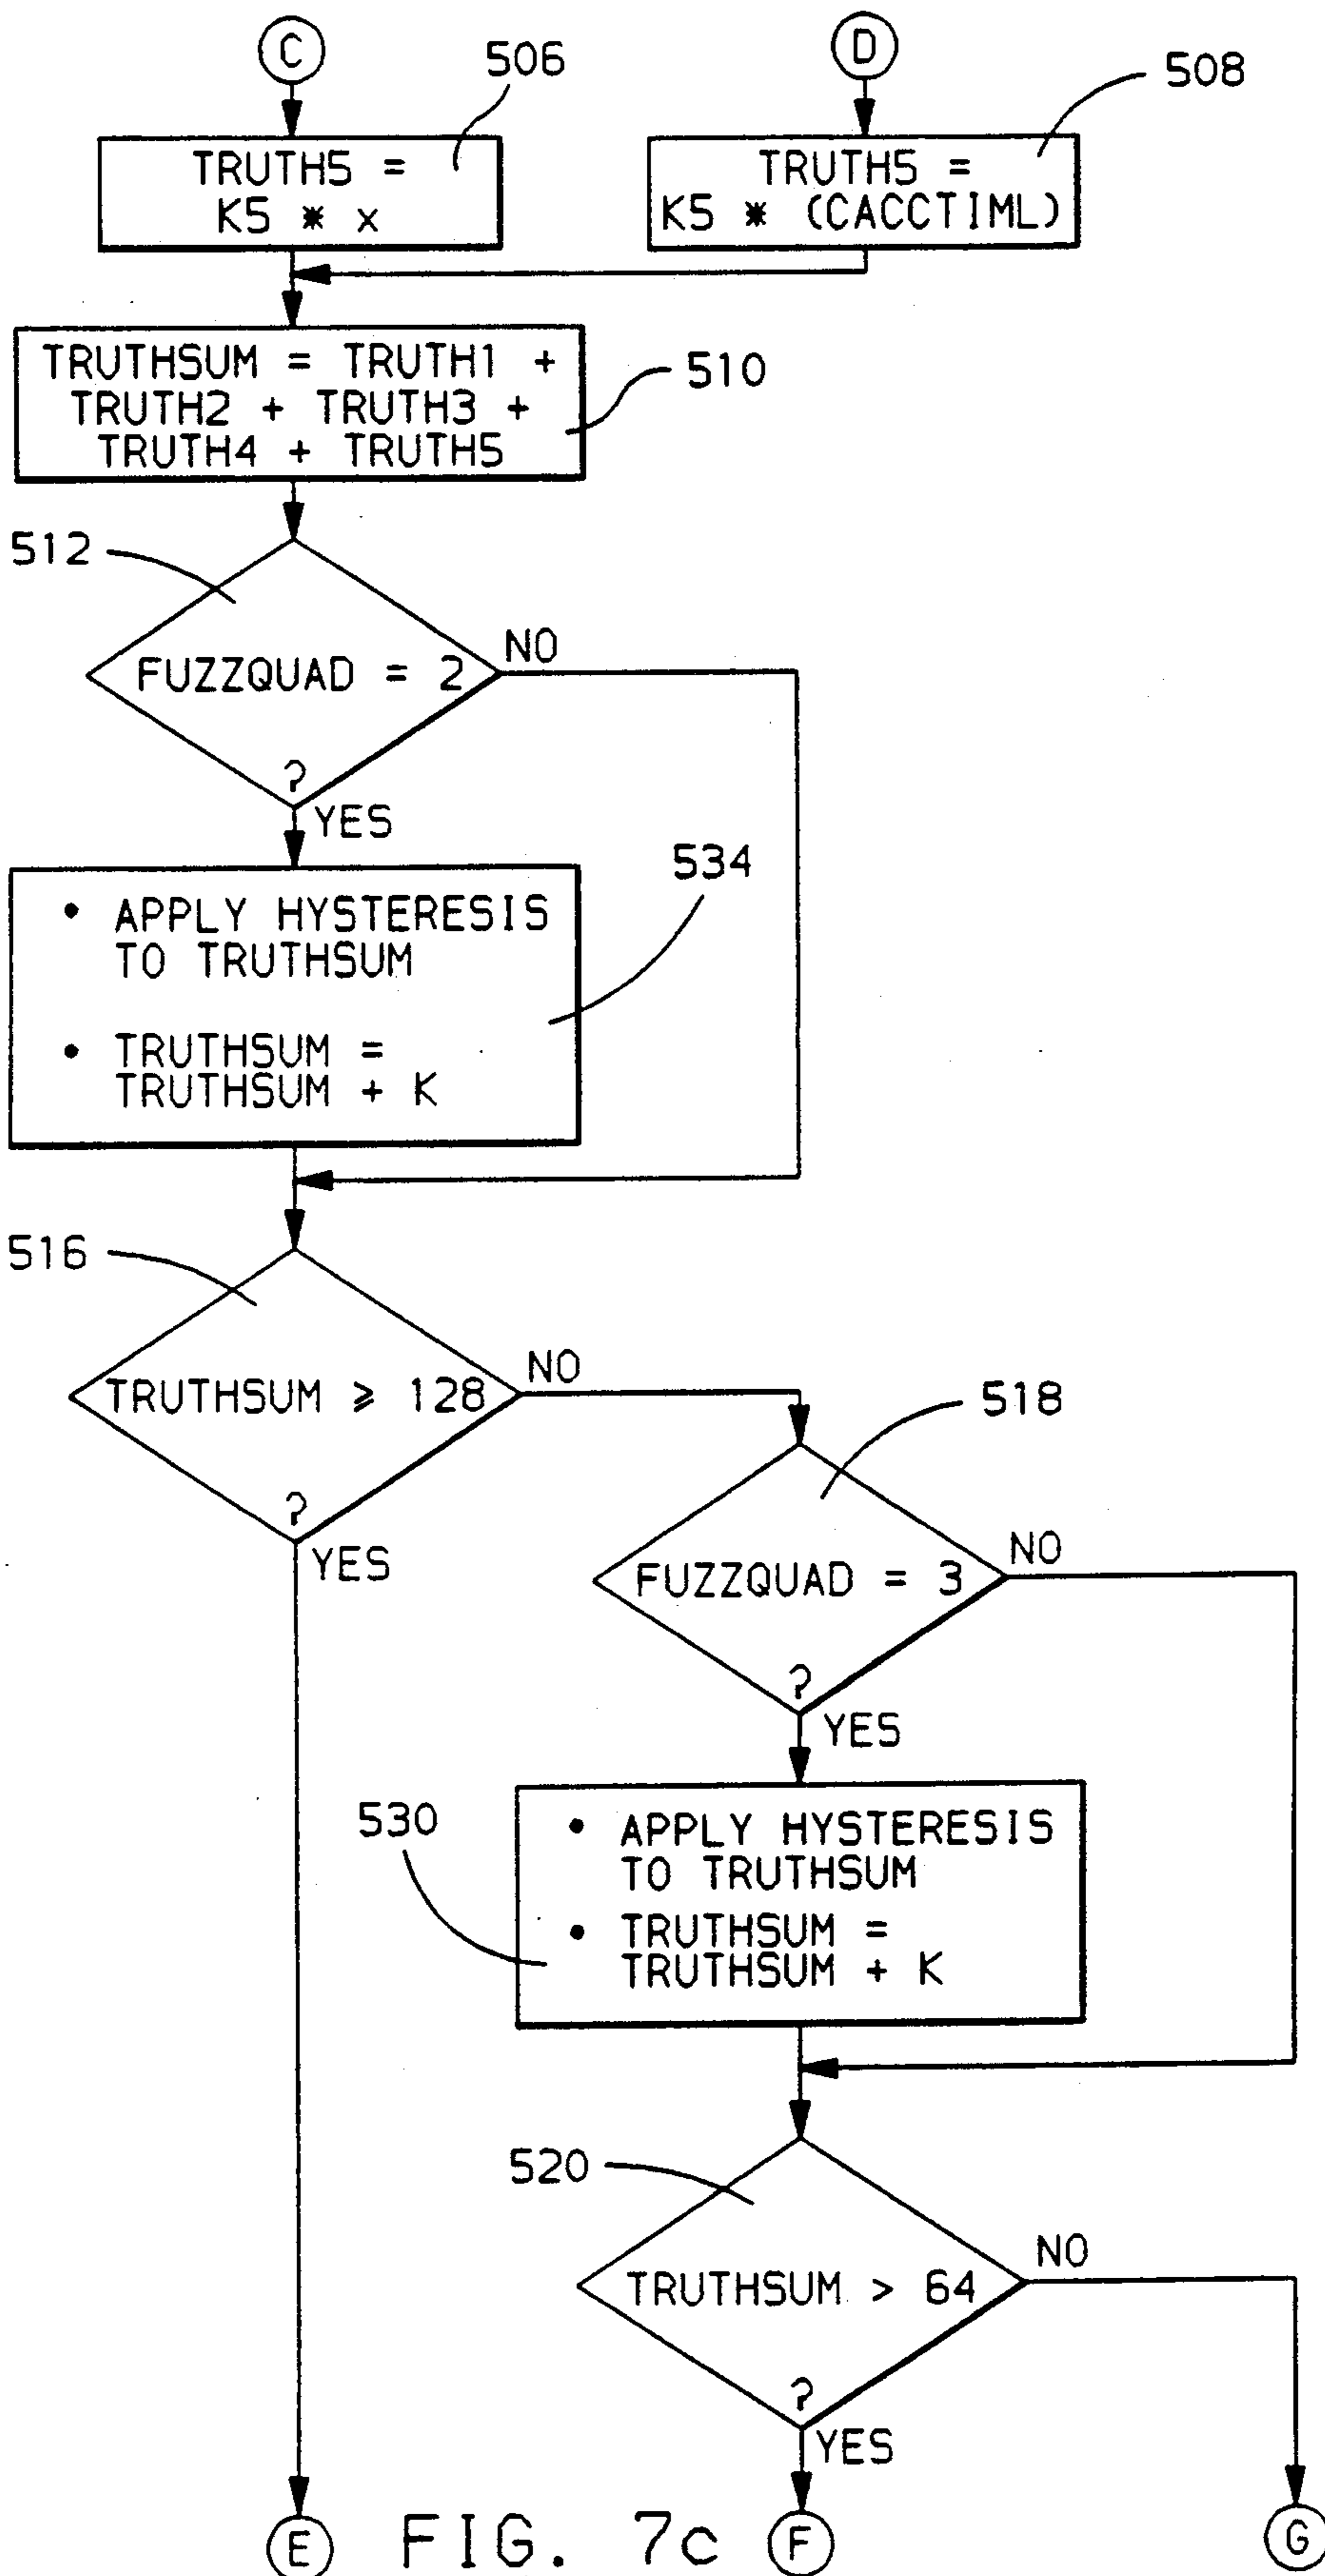 C
D
506
508
TRUTH5 =
K5 * x
TRUTH5 =
K5 * (CACCTIML)
TRUTHSUM = TRUTH1 +
TRUTH2 + TRUTH3 +
TRUTH4 + TRUTH5
510
512
FUZZQUAD = 2
?
NO
YES
534
• APPLY HYSTERESIS
TO TRUTHSUM
• TRUTHSUM =
TRUTHSUM + K
516
TRUTHSUM ≥ 128
?
NO
YES
518
FUZZQUAD = 3
?
NO
YES
530
• APPLY HYSTERESIS
TO TRUTHSUM
• TRUTHSUM =
TRUTHSUM + K
520
TRUTHSUM > 64
?
NO
YES
E
FIG. 7c
F
G